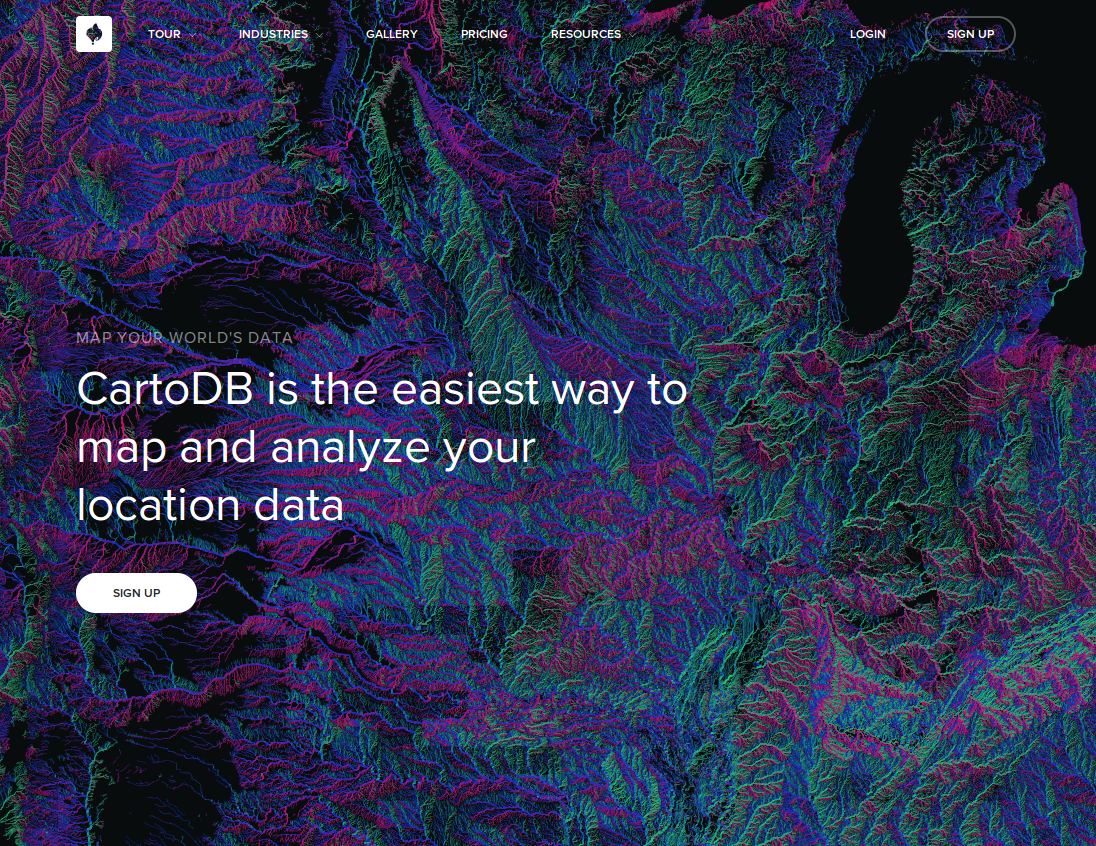 TOUR INDUSTRIES GALLERY PRICING RESOURCES LOGIN SIGN UP
MAP YOUR WORLD'S DATA
CartoDB is the easiest way to
map and analyze your
location data
SIGN UP